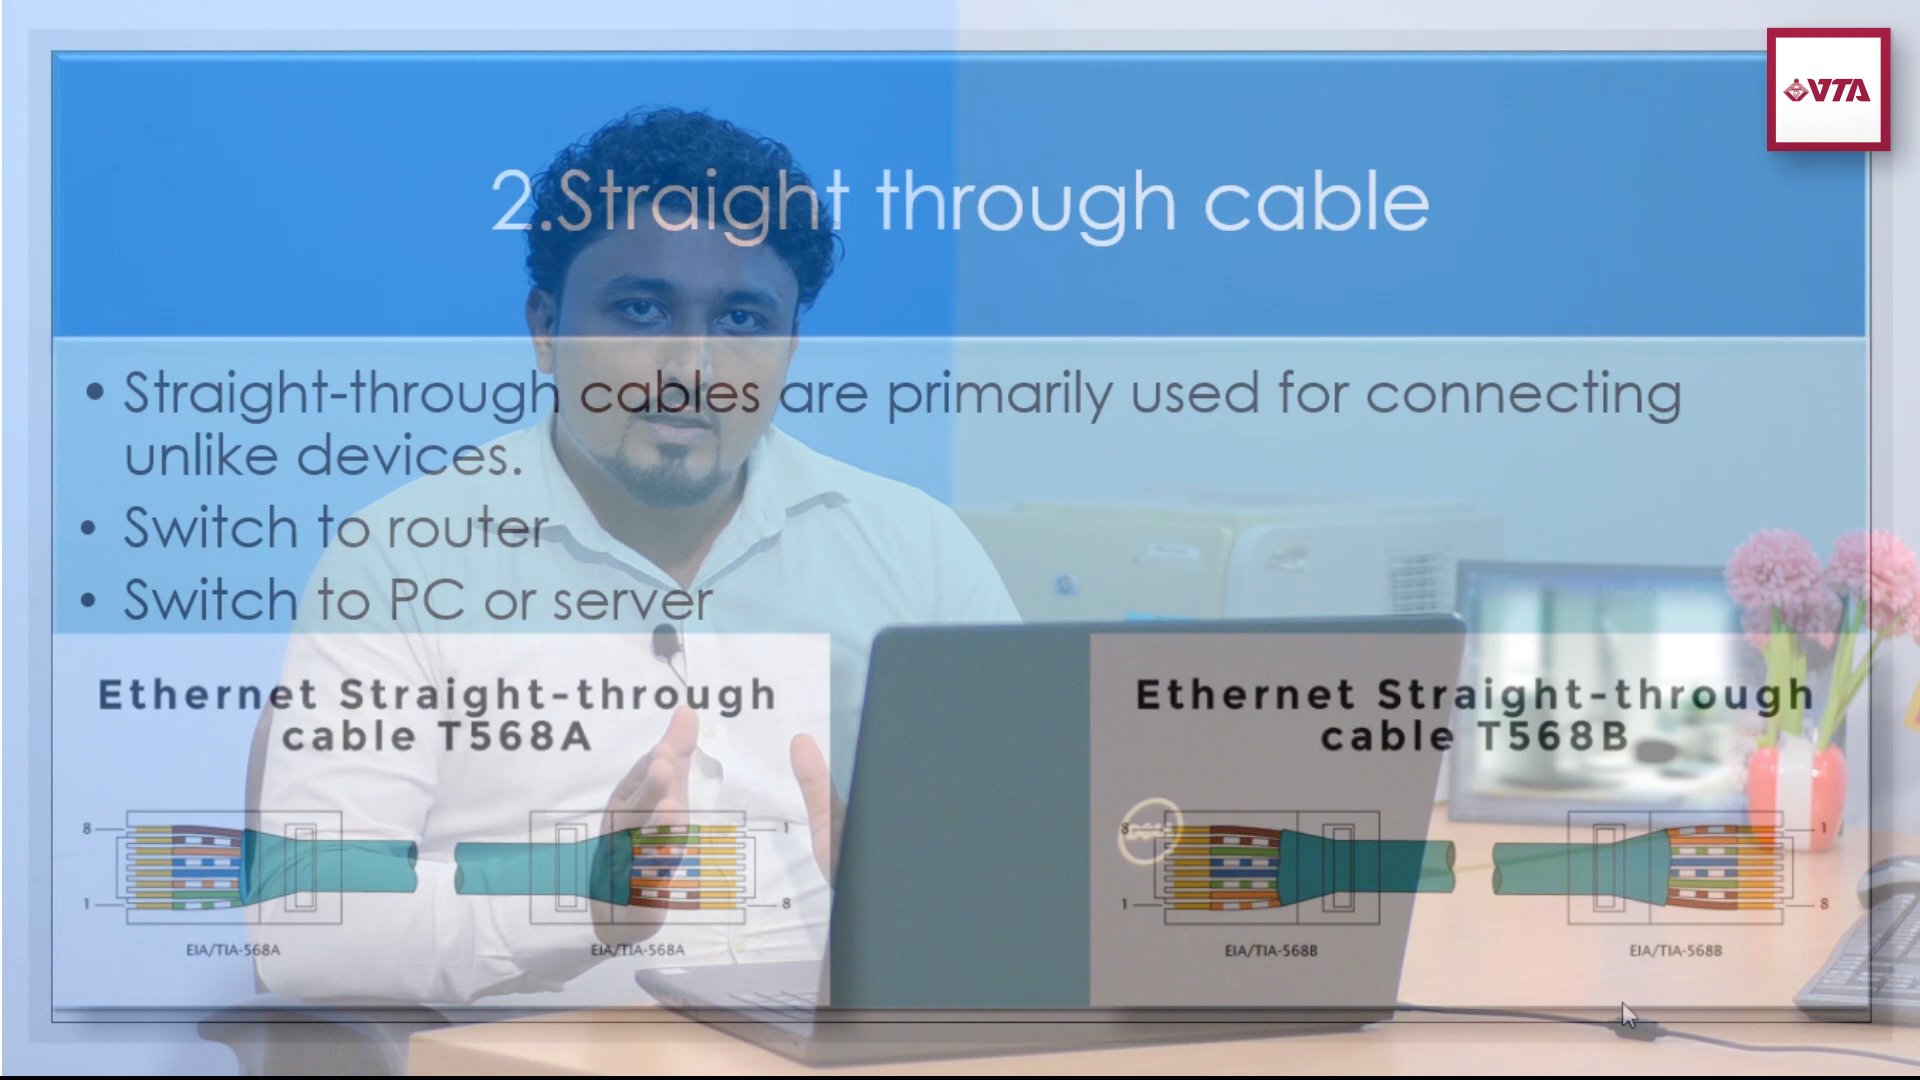 VTA
2.Straight through cable
• Straight-through cables are primarily used for connecting
unlike devices.
• Switch to router
• Switch to PC or server
Ethernet Straight-through
cable T568A
Ethernet Straight-through
cable T568B
8
1
1
8
EIA/TIA-568A
EIA/TIA-568A
8
1
1
8
EIA/TIA-568B
EIA/TIA-568B